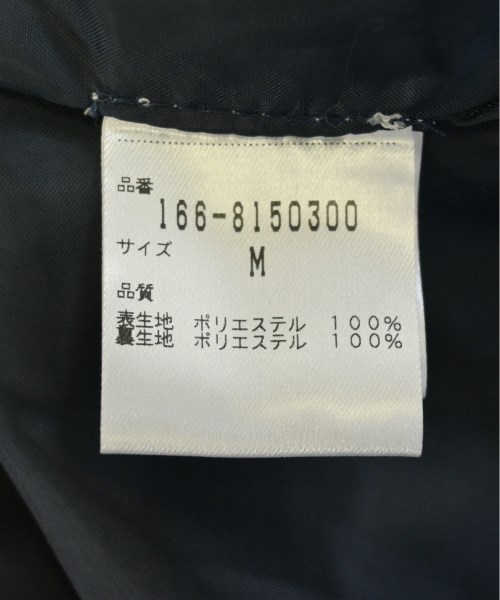 品番
166-8150300
サイズ
M
品質
表生地 ポリエステル 100%
裏生地 ポリエステル 100%